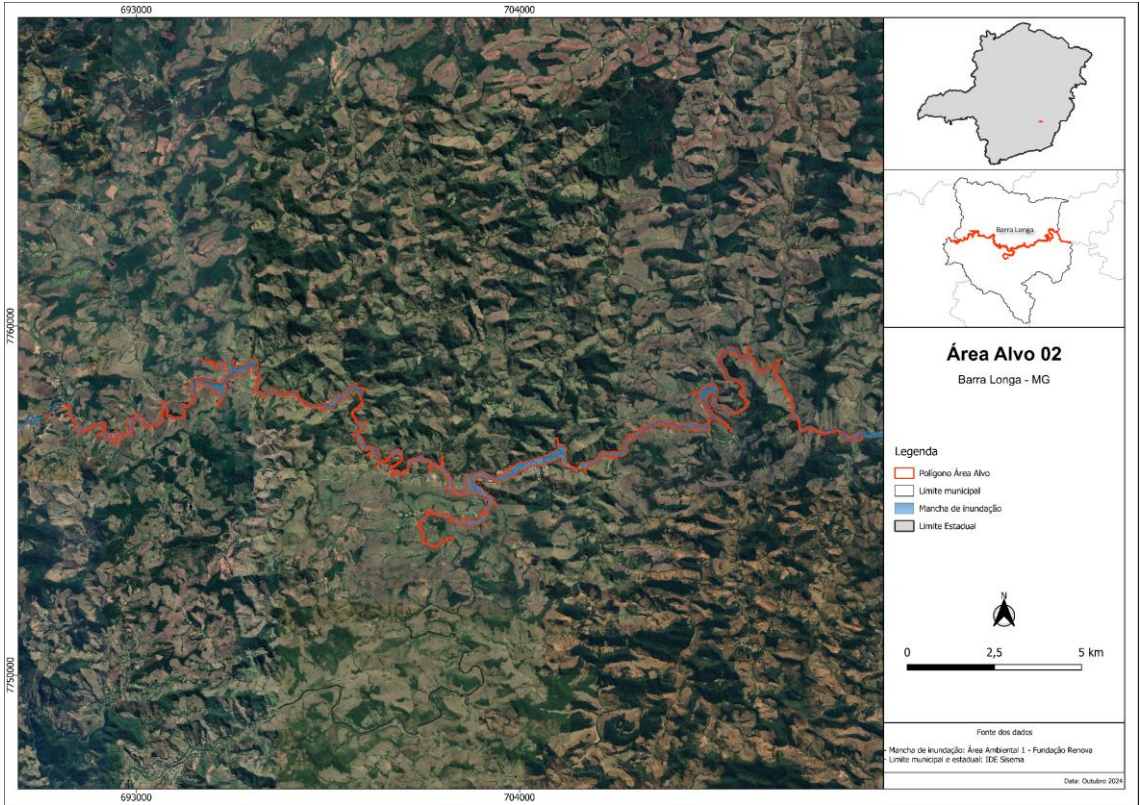 693000
704000
7760000
7750000
693000
704000
Barra Longa
Área Alvo 02
Barra Longa - MG
Legenda
Polígono Área Alvo
Limite municipal
Mancha de inundação
Limite Estadual
N
0 2,5 5 km
Fonte dos dados
- Mancha de inundação: Área Ambiental 1 - Fundação Renova
- Limite municipal e estadual: IDE Sisema
Data: Outubro 2024